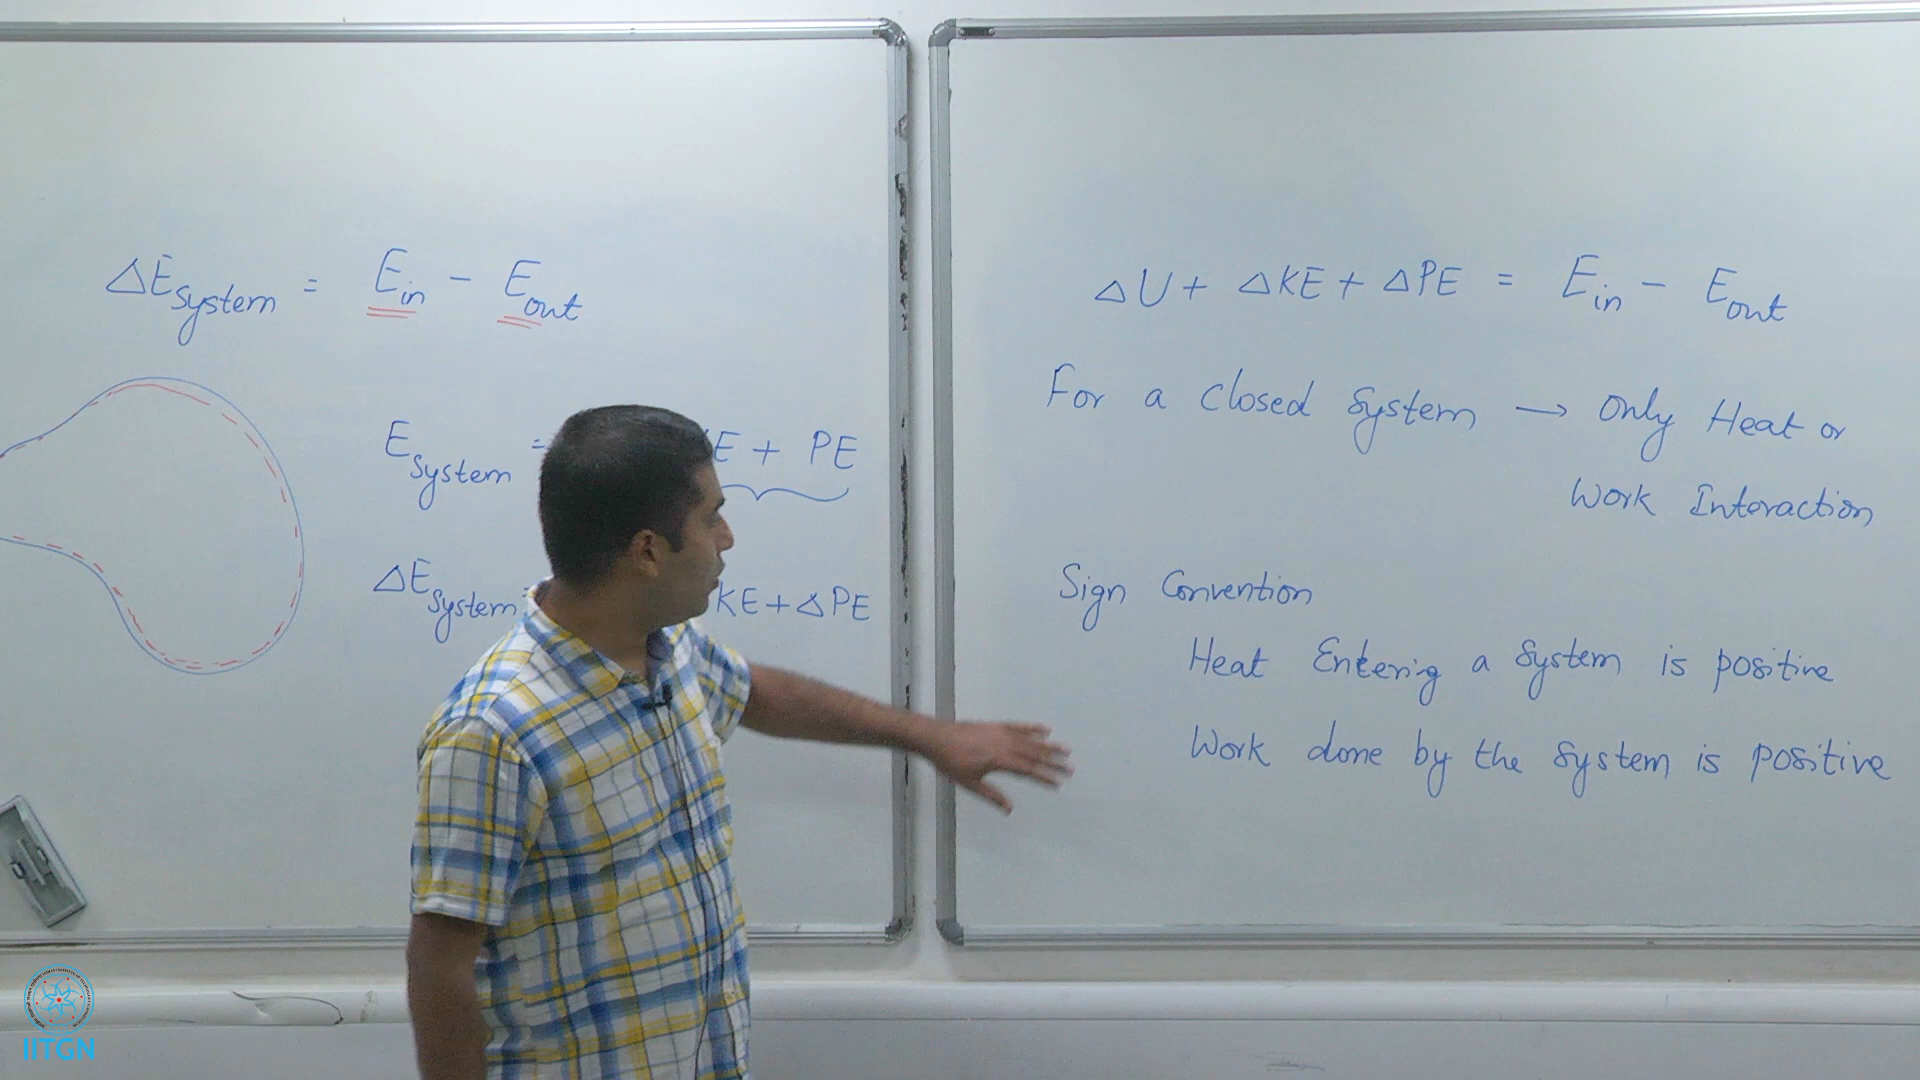 ΔE_System = E_in - E_out
E_System = E + PE
ΔE_System KE + Δ PE
ΔU + ΔKE + ΔPE = E_in - E_out
For a Closed System → Only Heat or
Work Interaction
Sign Convention
Heat Entering a System is positive
Work done by the System is positive
IITGN